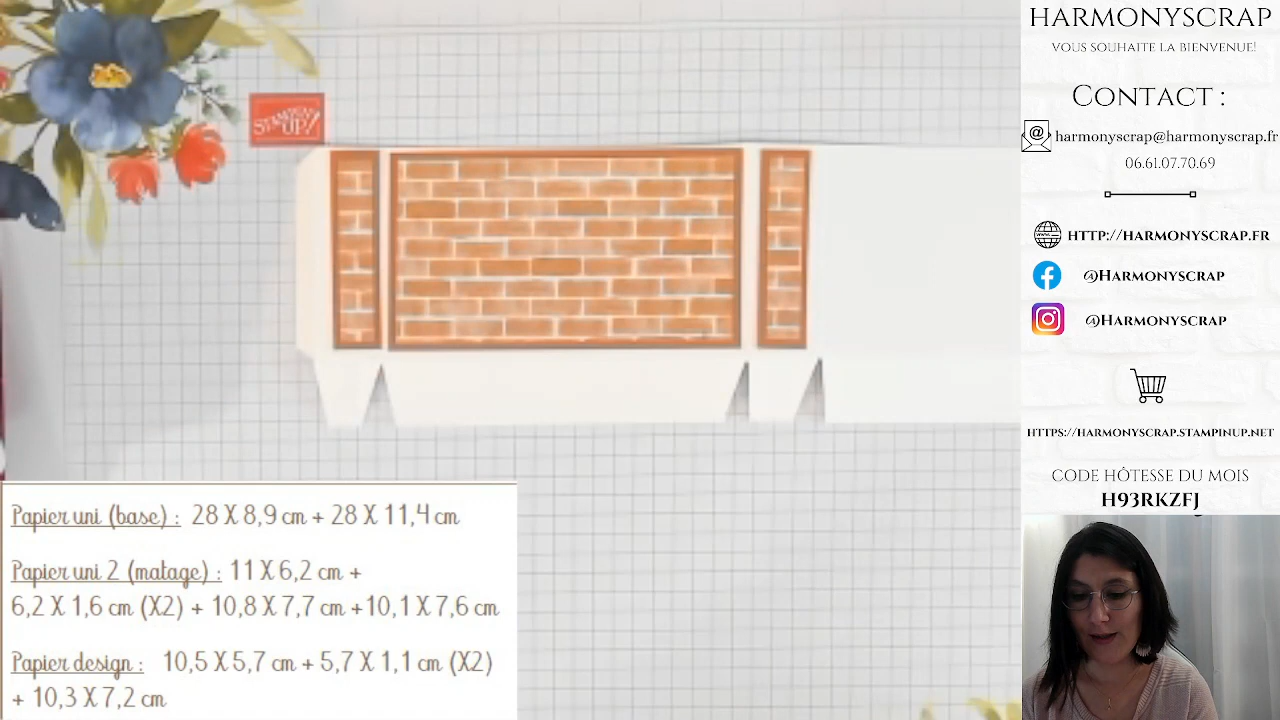 STAMPIN' UP!
Papier uni (base) : 28 X 8,9 cm + 28 X 11,4 cm
Papier uni 2 (matage) : 11 X 6,2 cm +
6,2 X 1,6 cm (X2) + 10,8 X 7,7 cm +10,1 X 7,6 cm
Papier design : 10,5 X 5,7 cm + 5,7 X 1,1 cm (X2)
+ 10,3 X 7,2 cm
HARMONYSCRAP
VOUS SOUHAITE LA BIENVENUE!
CONTACT :
@ harmonyscrap@harmonyscrap.fr
06.61.07.70.69
HTTP://HARMONYSCRAP.FR
@HARMONYSCRAP
@HARMONYSCRAP
HTTPS://HARMONYSCRAP.STAMPINUP.NET
CODE HÔTESSE DU MOIS
H93RKZFJ